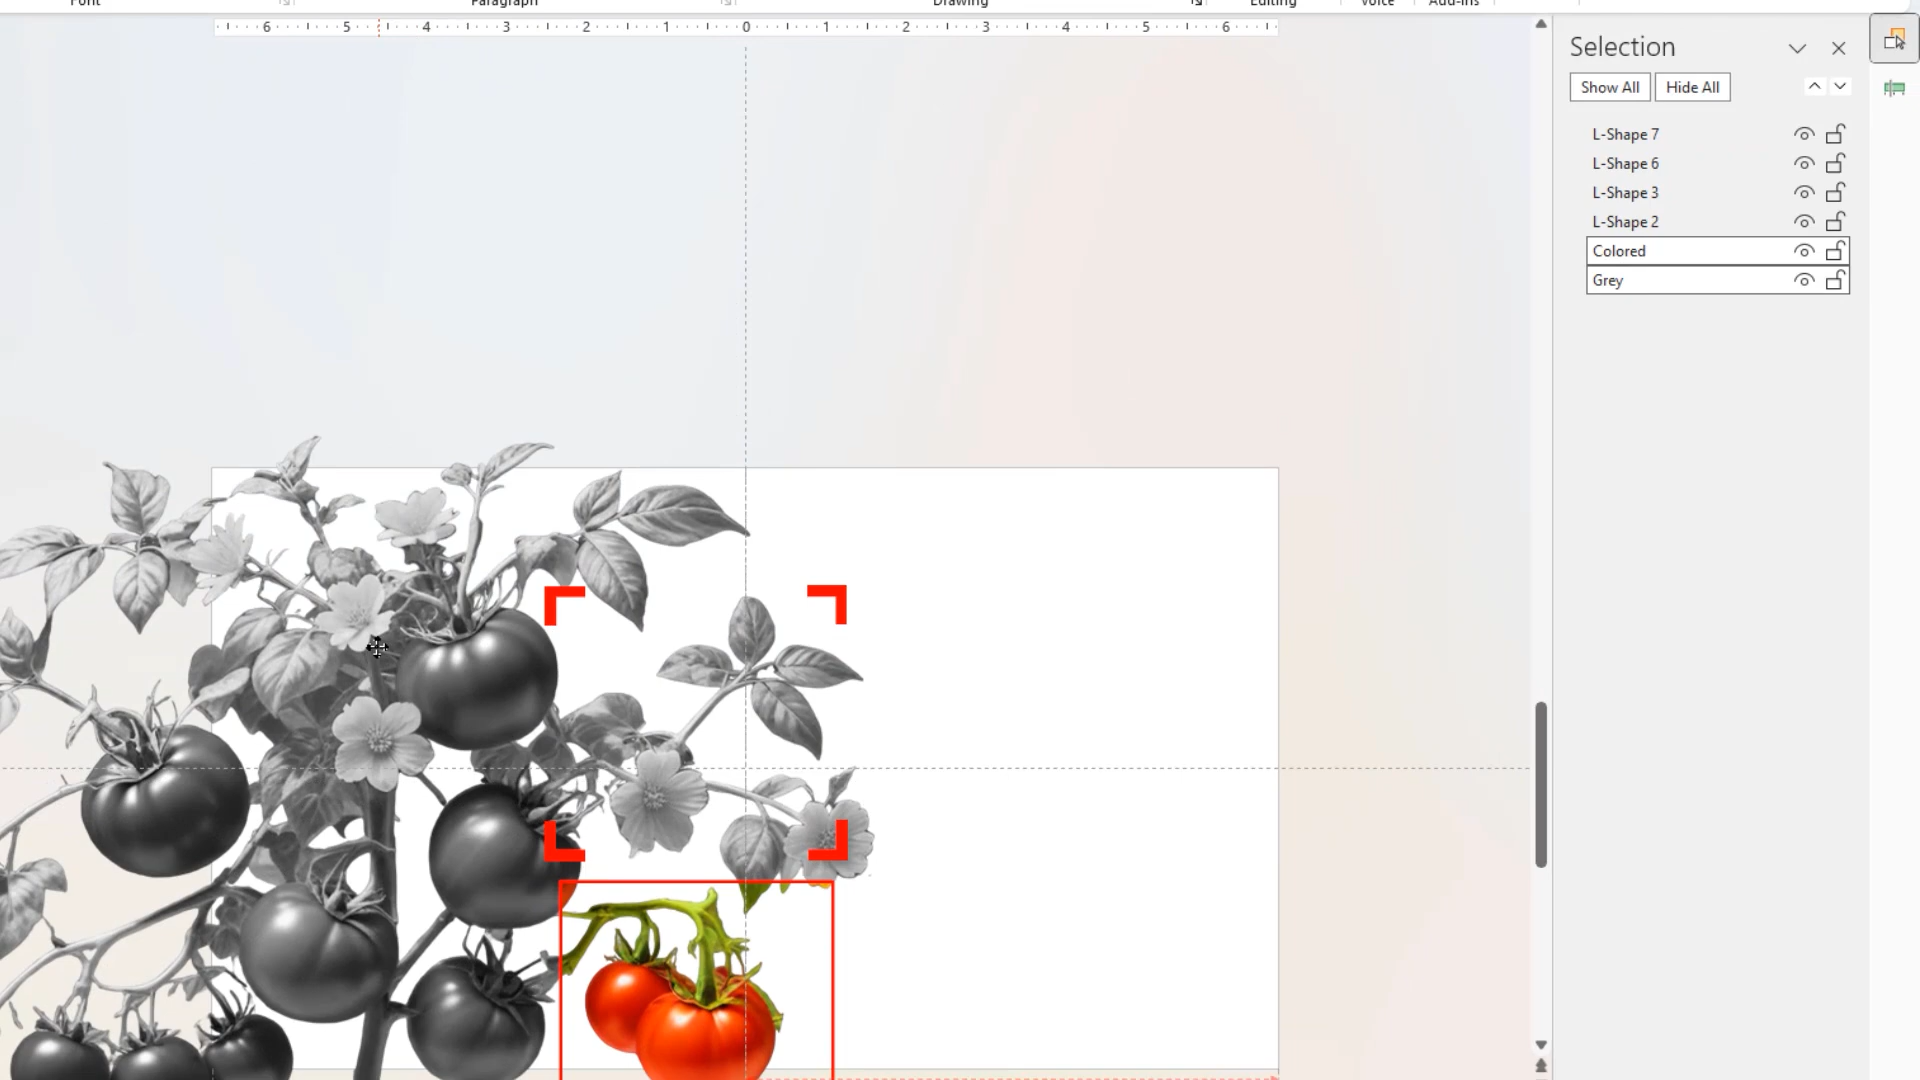 Font Paragraph Drawing Editing Voice Add-ins
6 5 4 3 2 1 0 1 2 3 4 5 6
Selection
Show All Hide All
L-Shape 7
L-Shape 6
L-Shape 3
L-Shape 2
Colored
Grey